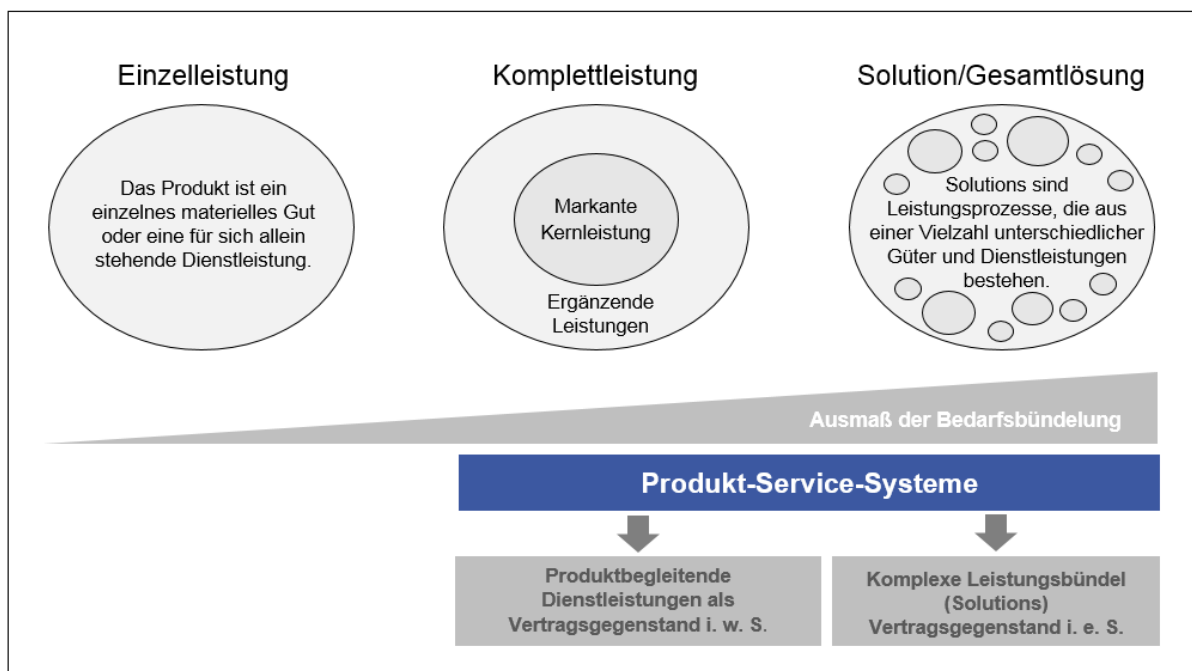 Einzelleistung
Das Produkt ist ein
einzelnes materielles Gut
oder eine für sich allein
stehende Dienstleistung.
Komplettleistung
Markante
Kernleistung
Ergänzende
Leistungen
Solution/Gesamtlösung
Solutions sind
Leistungsprozesse, die aus
einer Vielzahl unterschiedlicher
Güter und Dienstleistungen
bestehen.
Ausmaß der Bedarfsbündelung
Produkt-Service-Systeme
Produktbegleitende
Dienstleistungen als
Vertragsgegenstand i. w. S.
Komplexe Leistungsbündel
(Solutions)
Vertragsgegenstand i. e. S.